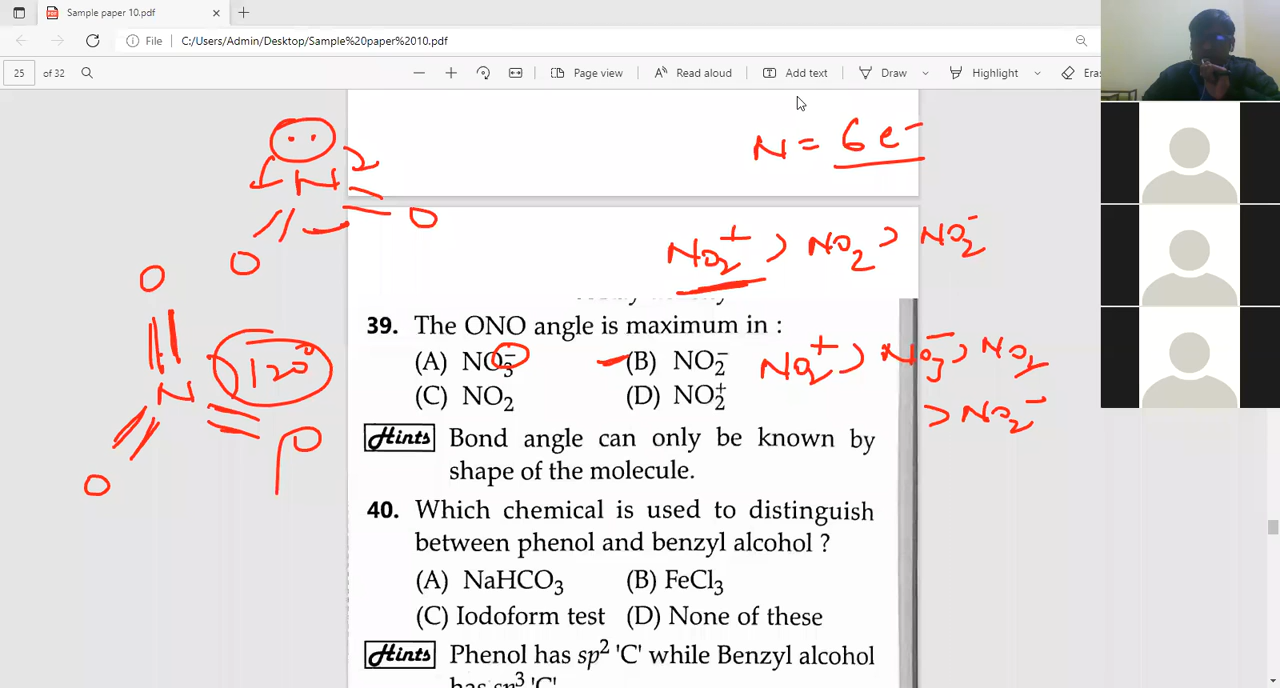 Sample paper 10.pdf
File C:/Users/Admin/Desktop/Sample%20paper%2010.pdf
25 of 32 Page view Read aloud Add text Draw Highlight Eras
N = 6 e⁻
N
O O
NO₂⁺ > NO₂ > NO₂⁻
39. The ONO angle is maximum in :
(A) NO₃⁻ (B) NO₂⁻
(C) NO₂ (D) NO₂⁺
NO₂⁺ > NO₃⁻ > NO₂
> NO₂⁻
O
N 120°
O
Hints Bond angle can only be known by
shape of the molecule.
40. Which chemical is used to distinguish
between phenol and benzyl alcohol ?
(A) NaHCO₃ (B) FeCl₃
(C) Iodoform test (D) None of these
Hints Phenol has sp² 'C' while Benzyl alcohol
has sp³ 'C'